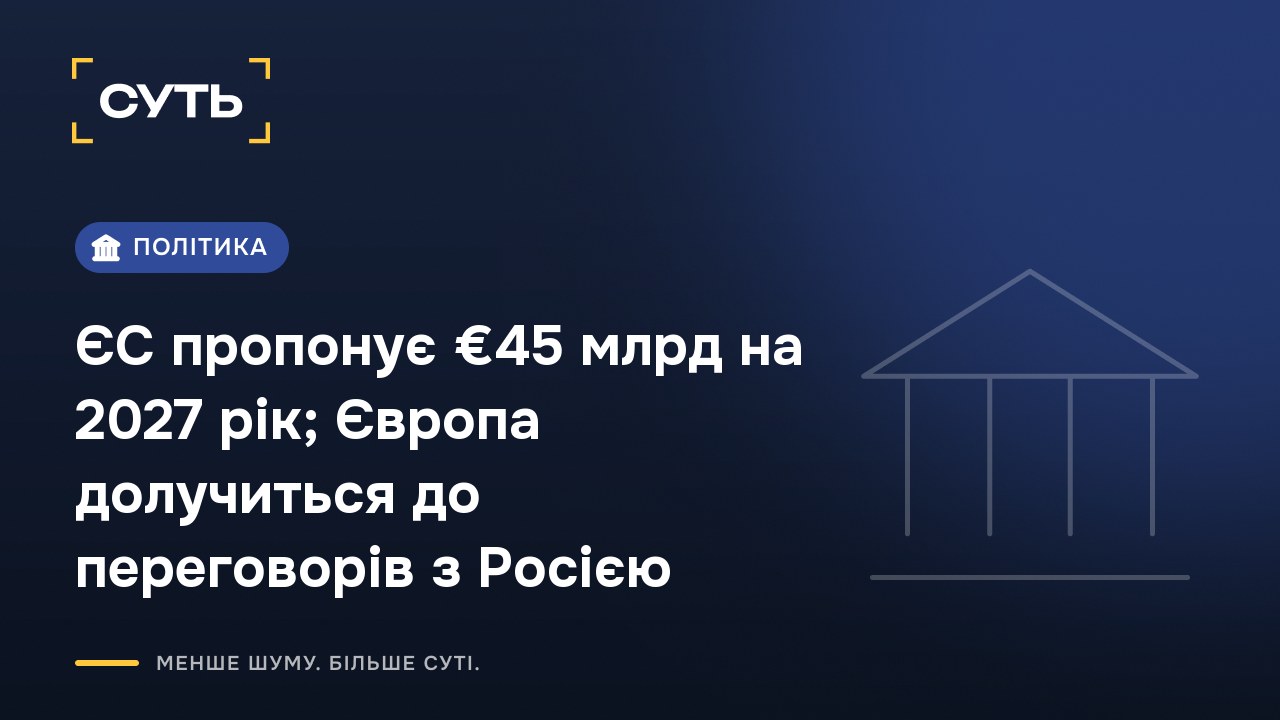 СУТЬ
ПОЛІТИКА
ЄС пропонує €45 млрд на
2027 рік; Європа
долучиться до
переговорів з Росією
МЕНШЕ ШУМУ. БІЛЬШЕ СУТІ.